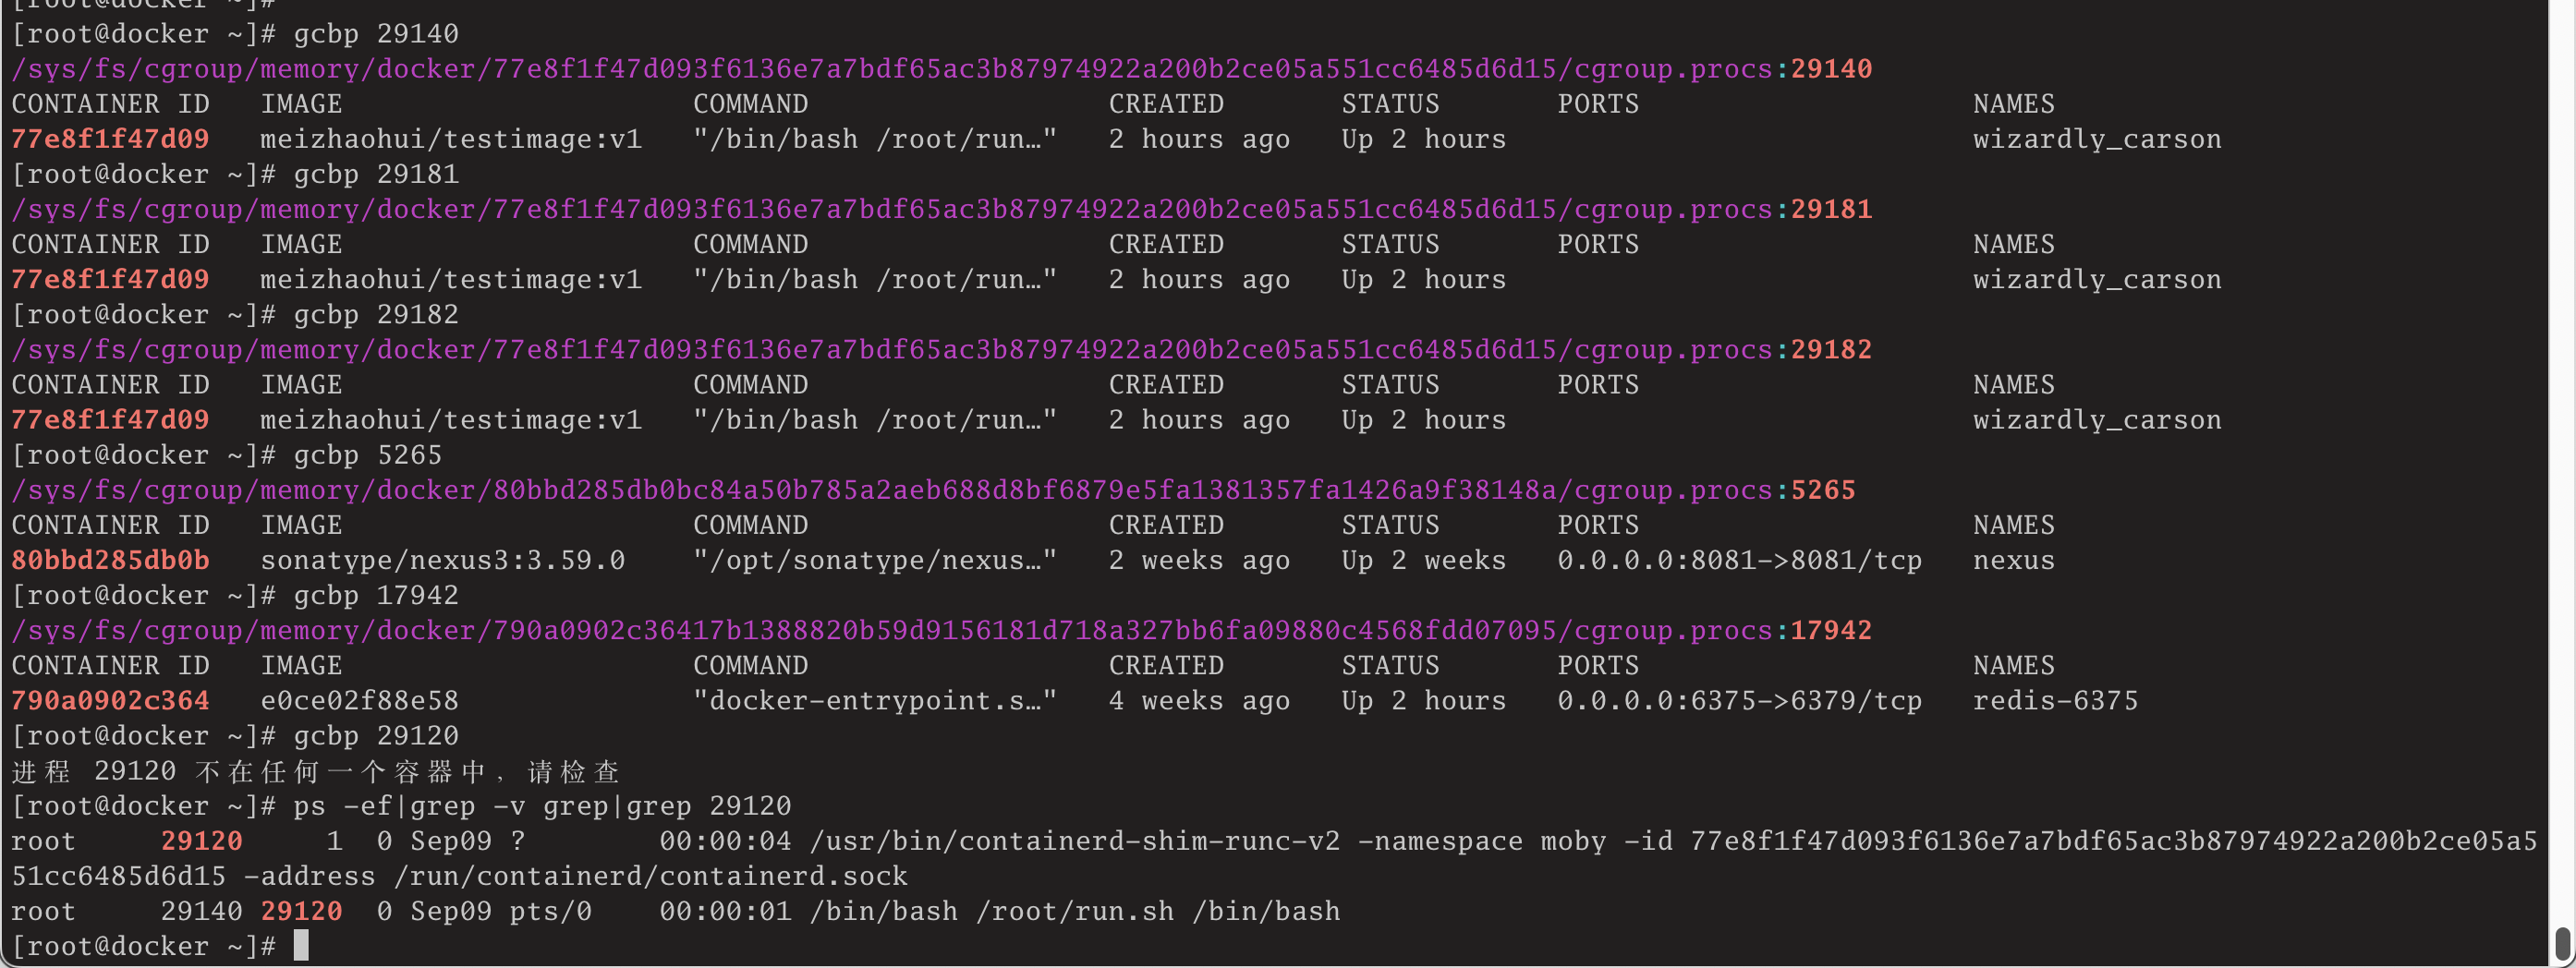 [root@docker ~]#
[root@docker ~]# gcbp 29140
/sys/fs/cgroup/memory/docker/77e8f1f47d093f6136e7a7bdf65ac3b87974922a200b2ce05a551cc6485d6d15/cgroup.procs:29140
CONTAINER ID   IMAGE                     COMMAND                  CREATED       STATUS       PORTS                    NAMES
77e8f1f47d09   meizhaohui/testimage:v1   "/bin/bash /root/run…"   2 hours ago   Up 2 hours                            wizardly_carson
[root@docker ~]# gcbp 29181
/sys/fs/cgroup/memory/docker/77e8f1f47d093f6136e7a7bdf65ac3b87974922a200b2ce05a551cc6485d6d15/cgroup.procs:29181
CONTAINER ID   IMAGE                     COMMAND                  CREATED       STATUS       PORTS                    NAMES
77e8f1f47d09   meizhaohui/testimage:v1   "/bin/bash /root/run…"   2 hours ago   Up 2 hours                            wizardly_carson
[root@docker ~]# gcbp 29182
/sys/fs/cgroup/memory/docker/77e8f1f47d093f6136e7a7bdf65ac3b87974922a200b2ce05a551cc6485d6d15/cgroup.procs:29182
CONTAINER ID   IMAGE                     COMMAND                  CREATED       STATUS       PORTS                    NAMES
77e8f1f47d09   meizhaohui/testimage:v1   "/bin/bash /root/run…"   2 hours ago   Up 2 hours                            wizardly_carson
[root@docker ~]# gcbp 5265
/sys/fs/cgroup/memory/docker/80bbd285db0bc84a50b785a2aeb688d8bf6879e5fa1381357fa1426a9f38148a/cgroup.procs:5265
CONTAINER ID   IMAGE                     COMMAND                  CREATED       STATUS       PORTS                    NAMES
80bbd285db0b   sonatype/nexus3:3.59.0    "/opt/sonatype/nexus…"   2 weeks ago   Up 2 weeks   0.0.0.0:8081->8081/tcp   nexus
[root@docker ~]# gcbp 17942
/sys/fs/cgroup/memory/docker/790a0902c36417b1388820b59d9156181d718a327bb6fa09880c4568fdd07095/cgroup.procs:17942
CONTAINER ID   IMAGE                     COMMAND                  CREATED       STATUS       PORTS                    NAMES
790a0902c364   e0ce02f88e58              "docker-entrypoint.s…"   4 weeks ago   Up 2 hours   0.0.0.0:6375->6379/tcp   redis-6375
[root@docker ~]# gcbp 29120
进程 29120 不在任何一个容器中，请检查
[root@docker ~]# ps -ef|grep -v grep|grep 29120
root     29120     1  0 Sep09 ?        00:00:04 /usr/bin/containerd-shim-runc-v2 -namespace moby -id 77e8f1f47d093f6136e7a7bdf65ac3b87974922a200b2ce05a5
51cc6485d6d15 -address /run/containerd/containerd.sock
root     29140 29120  0 Sep09 pts/0    00:00:01 /bin/bash /root/run.sh /bin/bash
[root@docker ~]#